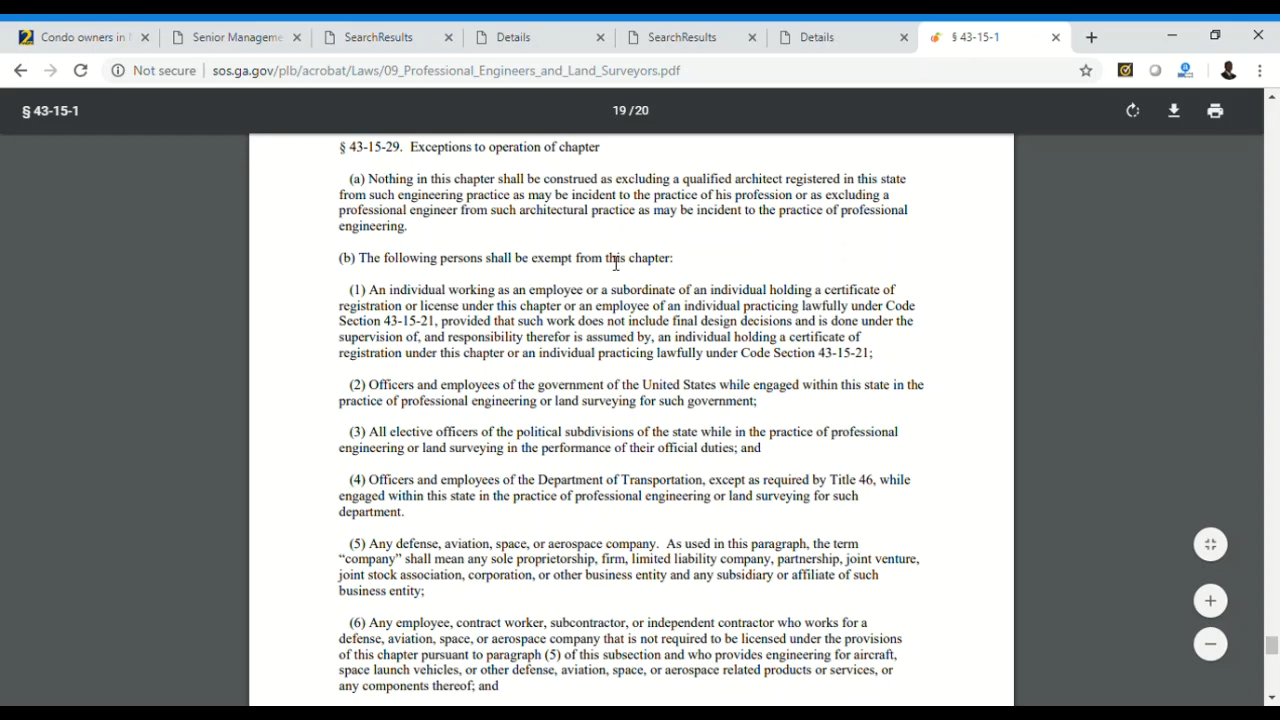 Condo owners in
Senior Manageme
SearchResults
Details
SearchResults
Details
§ 43-15-1
Not secure
sos.ga.gov/plb/acrobat/Laws/09_Professional_Engineers_and_Land_Surveyors.pdf
§ 43-15-1
19 / 20
§ 43-15-29. Exceptions to operation of chapter
(a) Nothing in this chapter shall be construed as excluding a qualified architect registered in this state
from such engineering practice as may be incident to the practice of his profession or as excluding a
professional engineer from such architectural practice as may be incident to the practice of professional
engineering.
(b) The following persons shall be exempt from this chapter:
(1) An individual working as an employee or a subordinate of an individual holding a certificate of
registration or license under this chapter or an employee of an individual practicing lawfully under Code
Section 43-15-21, provided that such work does not include final design decisions and is done under the
supervision of, and responsibility therefor is assumed by, an individual holding a certificate of
registration under this chapter or an individual practicing lawfully under Code Section 43-15-21;
(2) Officers and employees of the government of the United States while engaged within this state in the
practice of professional engineering or land surveying for such government;
(3) All elective officers of the political subdivisions of the state while in the practice of professional
engineering or land surveying in the performance of their official duties; and
(4) Officers and employees of the Department of Transportation, except as required by Title 46, while
engaged within this state in the practice of professional engineering or land surveying for such
department.
(5) Any defense, aviation, space, or aerospace company. As used in this paragraph, the term
“company” shall mean any sole proprietorship, firm, limited liability company, partnership, joint venture,
joint stock association, corporation, or other business entity and any subsidiary or affiliate of such
business entity;
(6) Any employee, contract worker, subcontractor, or independent contractor who works for a
defense, aviation, space, or aerospace company that is not required to be licensed under the provisions
of this chapter pursuant to paragraph (5) of this subsection and who provides engineering for aircraft,
space launch vehicles, or other defense, aviation, space, or aerospace related products or services, or
any components thereof; and